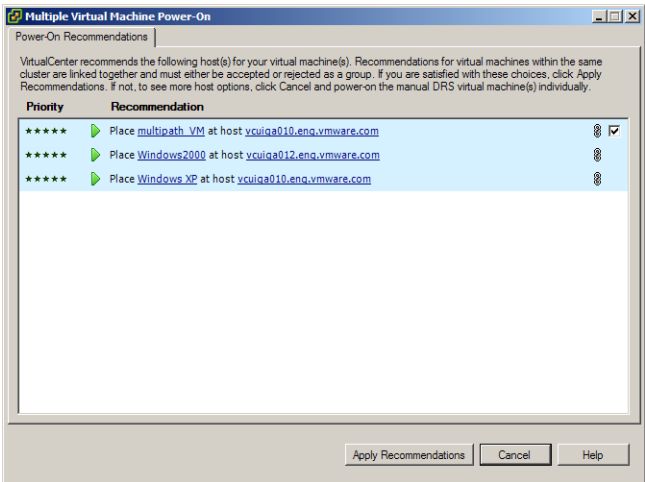 Multiple Virtual Machine Power-On
Power-On Recommendations
VirtualCenter recommends the following host(s) for your virtual machine(s). Recommendations for virtual machines within the same
cluster are linked together and must either be accepted or rejected as a group. If you are satisfied with these choices, click Apply
Recommendations. If not, to see more host options, click Cancel and power-on the manual DRS virtual machine(s) individually.
Priority Recommendation
★★★★★ Place multipath_VM at host vcuiqa010.eng.vmware.com
★★★★★ Place Windows2000 at host vcuiqa012.eng.vmware.com
★★★★★ Place Windows XP at host vcuiqa010.eng.vmware.com
Apply Recommendations Cancel Help